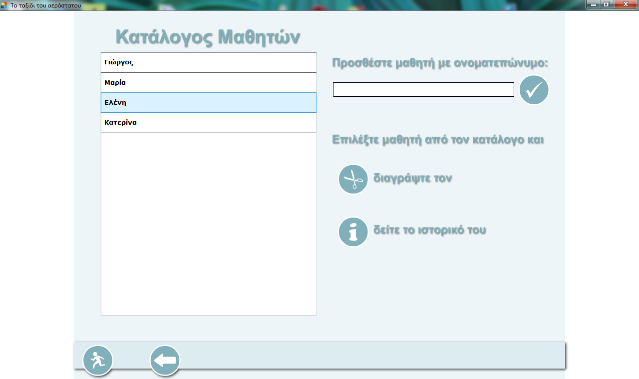 Το ταξίδι του αερόστατου
Κατάλογος Μαθητών
Γιώργος
Μαρία
Ελένη
Κατερίνα
Προσθέστε μαθητή με ονοματεπώνυμο:
Επιλέξτε μαθητή από τον κατάλογο και
διαγράψτε τον
δείτε το ιστορικό του